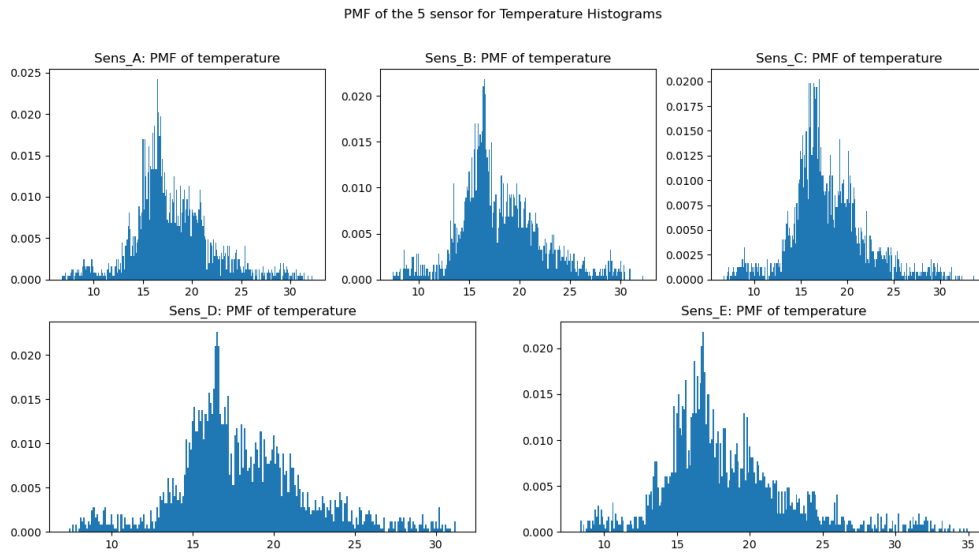 PMF of the 5 sensor for Temperature Histograms
Sens_A: PMF of temperature
0.025
0.020
0.015
0.010
0.005
0.000
10 15 20 25 30
Sens_B: PMF of temperature
0.020
0.015
0.010
0.005
0.000
10 15 20 25 30
Sens_C: PMF of temperature
0.0200
0.0175
0.0150
0.0125
0.0100
0.0075
0.0050
0.0025
0.0000
10 15 20 25 30
Sens_D: PMF of temperature
0.020
0.015
0.010
0.005
0.000
10 15 20 25 30
Sens_E: PMF of temperature
0.020
0.015
0.010
0.005
0.000
10 15 20 25 30 35